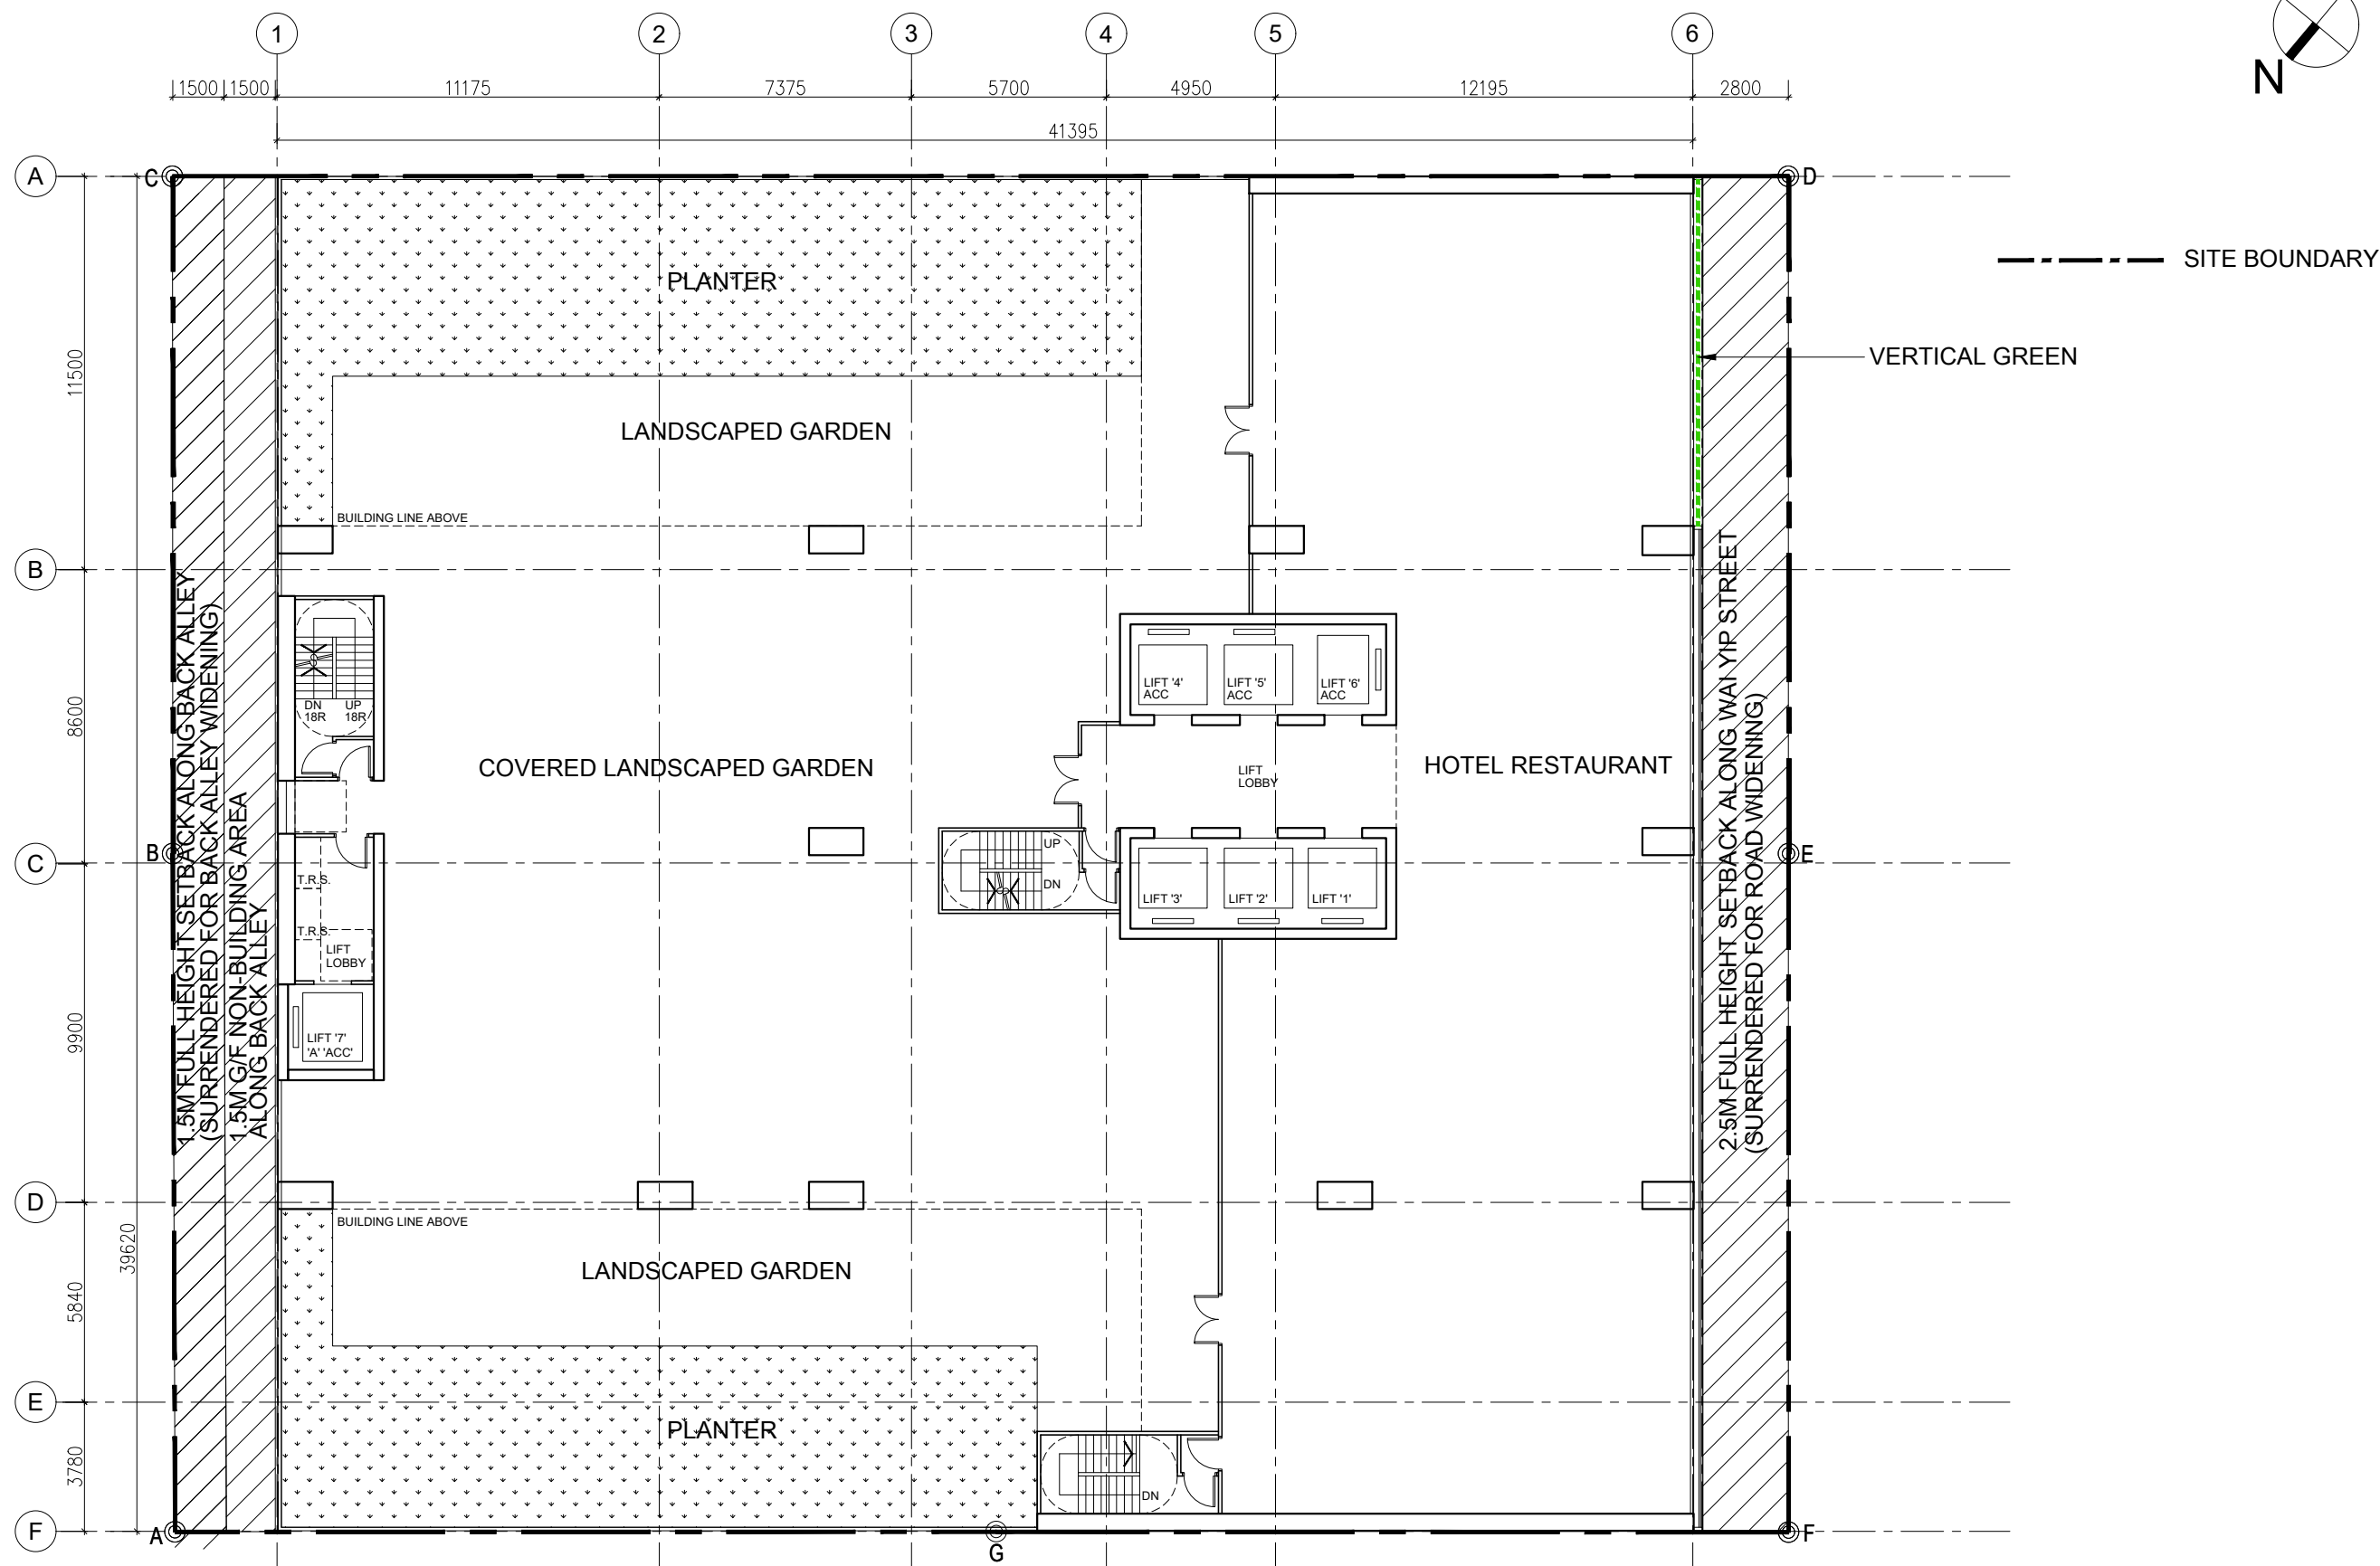 1
2
3
4
5
6
N
1500
1500
11175
7375
5700
4950
12195
2800
41395
A
C
D
SITE BOUNDARY
PLANTER
VERTICAL GREEN
11500
LANDSCAPED GARDEN
BUILDING LINE ABOVE
B
1.5M FULL HEIGHT SETBACK ALONG BACK ALLEY
(SURRENDERED FOR BACK ALLEY WIDENING)
1.5M G/F NON-BUILDING AREA
ALONG BACK ALLEY
2.5M FULL HEIGHT SETBACK ALONG WAI YIP STREET
(SURRENDERED FOR ROAD WIDENING)
8600
DN
18R
UP
18R
LIFT '4'
ACC
LIFT '5'
ACC
LIFT '6'
ACC
COVERED LANDSCAPED GARDEN
LIFT
LOBBY
HOTEL RESTAURANT
B
C
E
UP
DN
T.R.S.
T.R.S.
LIFT
LOBBY
LIFT '3'
LIFT '2'
LIFT '1'
9900
LIFT '7'
'A' 'ACC'
D
BUILDING LINE ABOVE
39620
LANDSCAPED GARDEN
5840
E
PLANTER
3780
DN
F
A
G
F